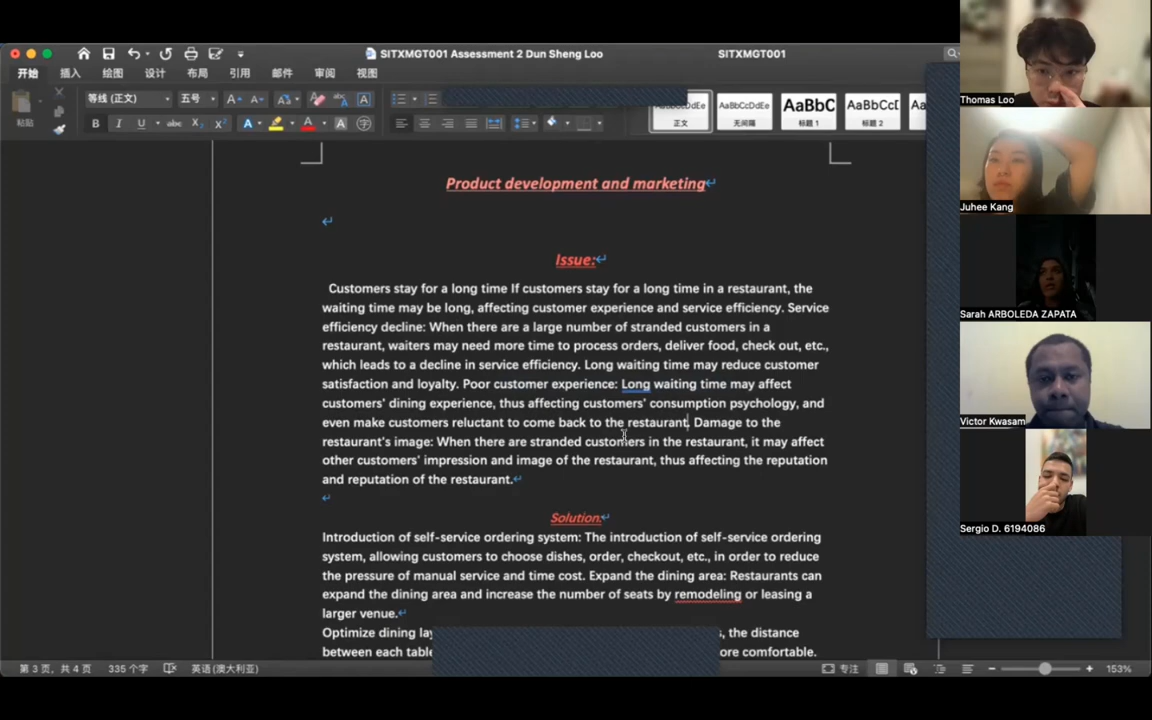 SITXMGT001 Assessment 2 Dun Sheng Loo
SITXMGT001
开始 插入 绘图 设计 布局 引用 邮件 审阅 视图
粘贴
等线 (正文) 五号
AaBbCcDdEe AaBbC AaBbCcD
正文 无间隔 标题 1 标题 2
Product development and marketing
Issue:
Customers stay for a long time If customers stay for a long time in a restaurant, the
waiting time may be long, affecting customer experience and service efficiency. Service
efficiency decline: When there are a large number of stranded customers in a
restaurant, waiters may need more time to process orders, deliver food, check out, etc.,
which leads to a decline in service efficiency. Long waiting time may reduce customer
satisfaction and loyalty. Poor customer experience: Long waiting time may affect
customers' dining experience, thus affecting customers' consumption psychology, and
even make customers reluctant to come back to the restaurant. Damage to the
restaurant's image: When there are stranded customers in the restaurant, it may affect
other customers' impression and image of the restaurant, thus affecting the reputation
and reputation of the restaurant.
Solution:
Introduction of self-service ordering system: The introduction of self-service ordering
system, allowing customers to choose dishes, order, checkout, etc., in order to reduce
the pressure of manual service and time cost. Expand the dining area: Restaurants can
expand the dining area and increase the number of seats by remodeling or leasing a
larger venue.
Optimize dining the distance
between each comfortable.
第 3 页, 共 4 页 335 个字 英语(澳大利亚) 专注 153%
Thomas Loo
Juhee Kang
Sarah ARBOLEDA ZAPATA
Victor Kwasam
Sergio D. 6194086